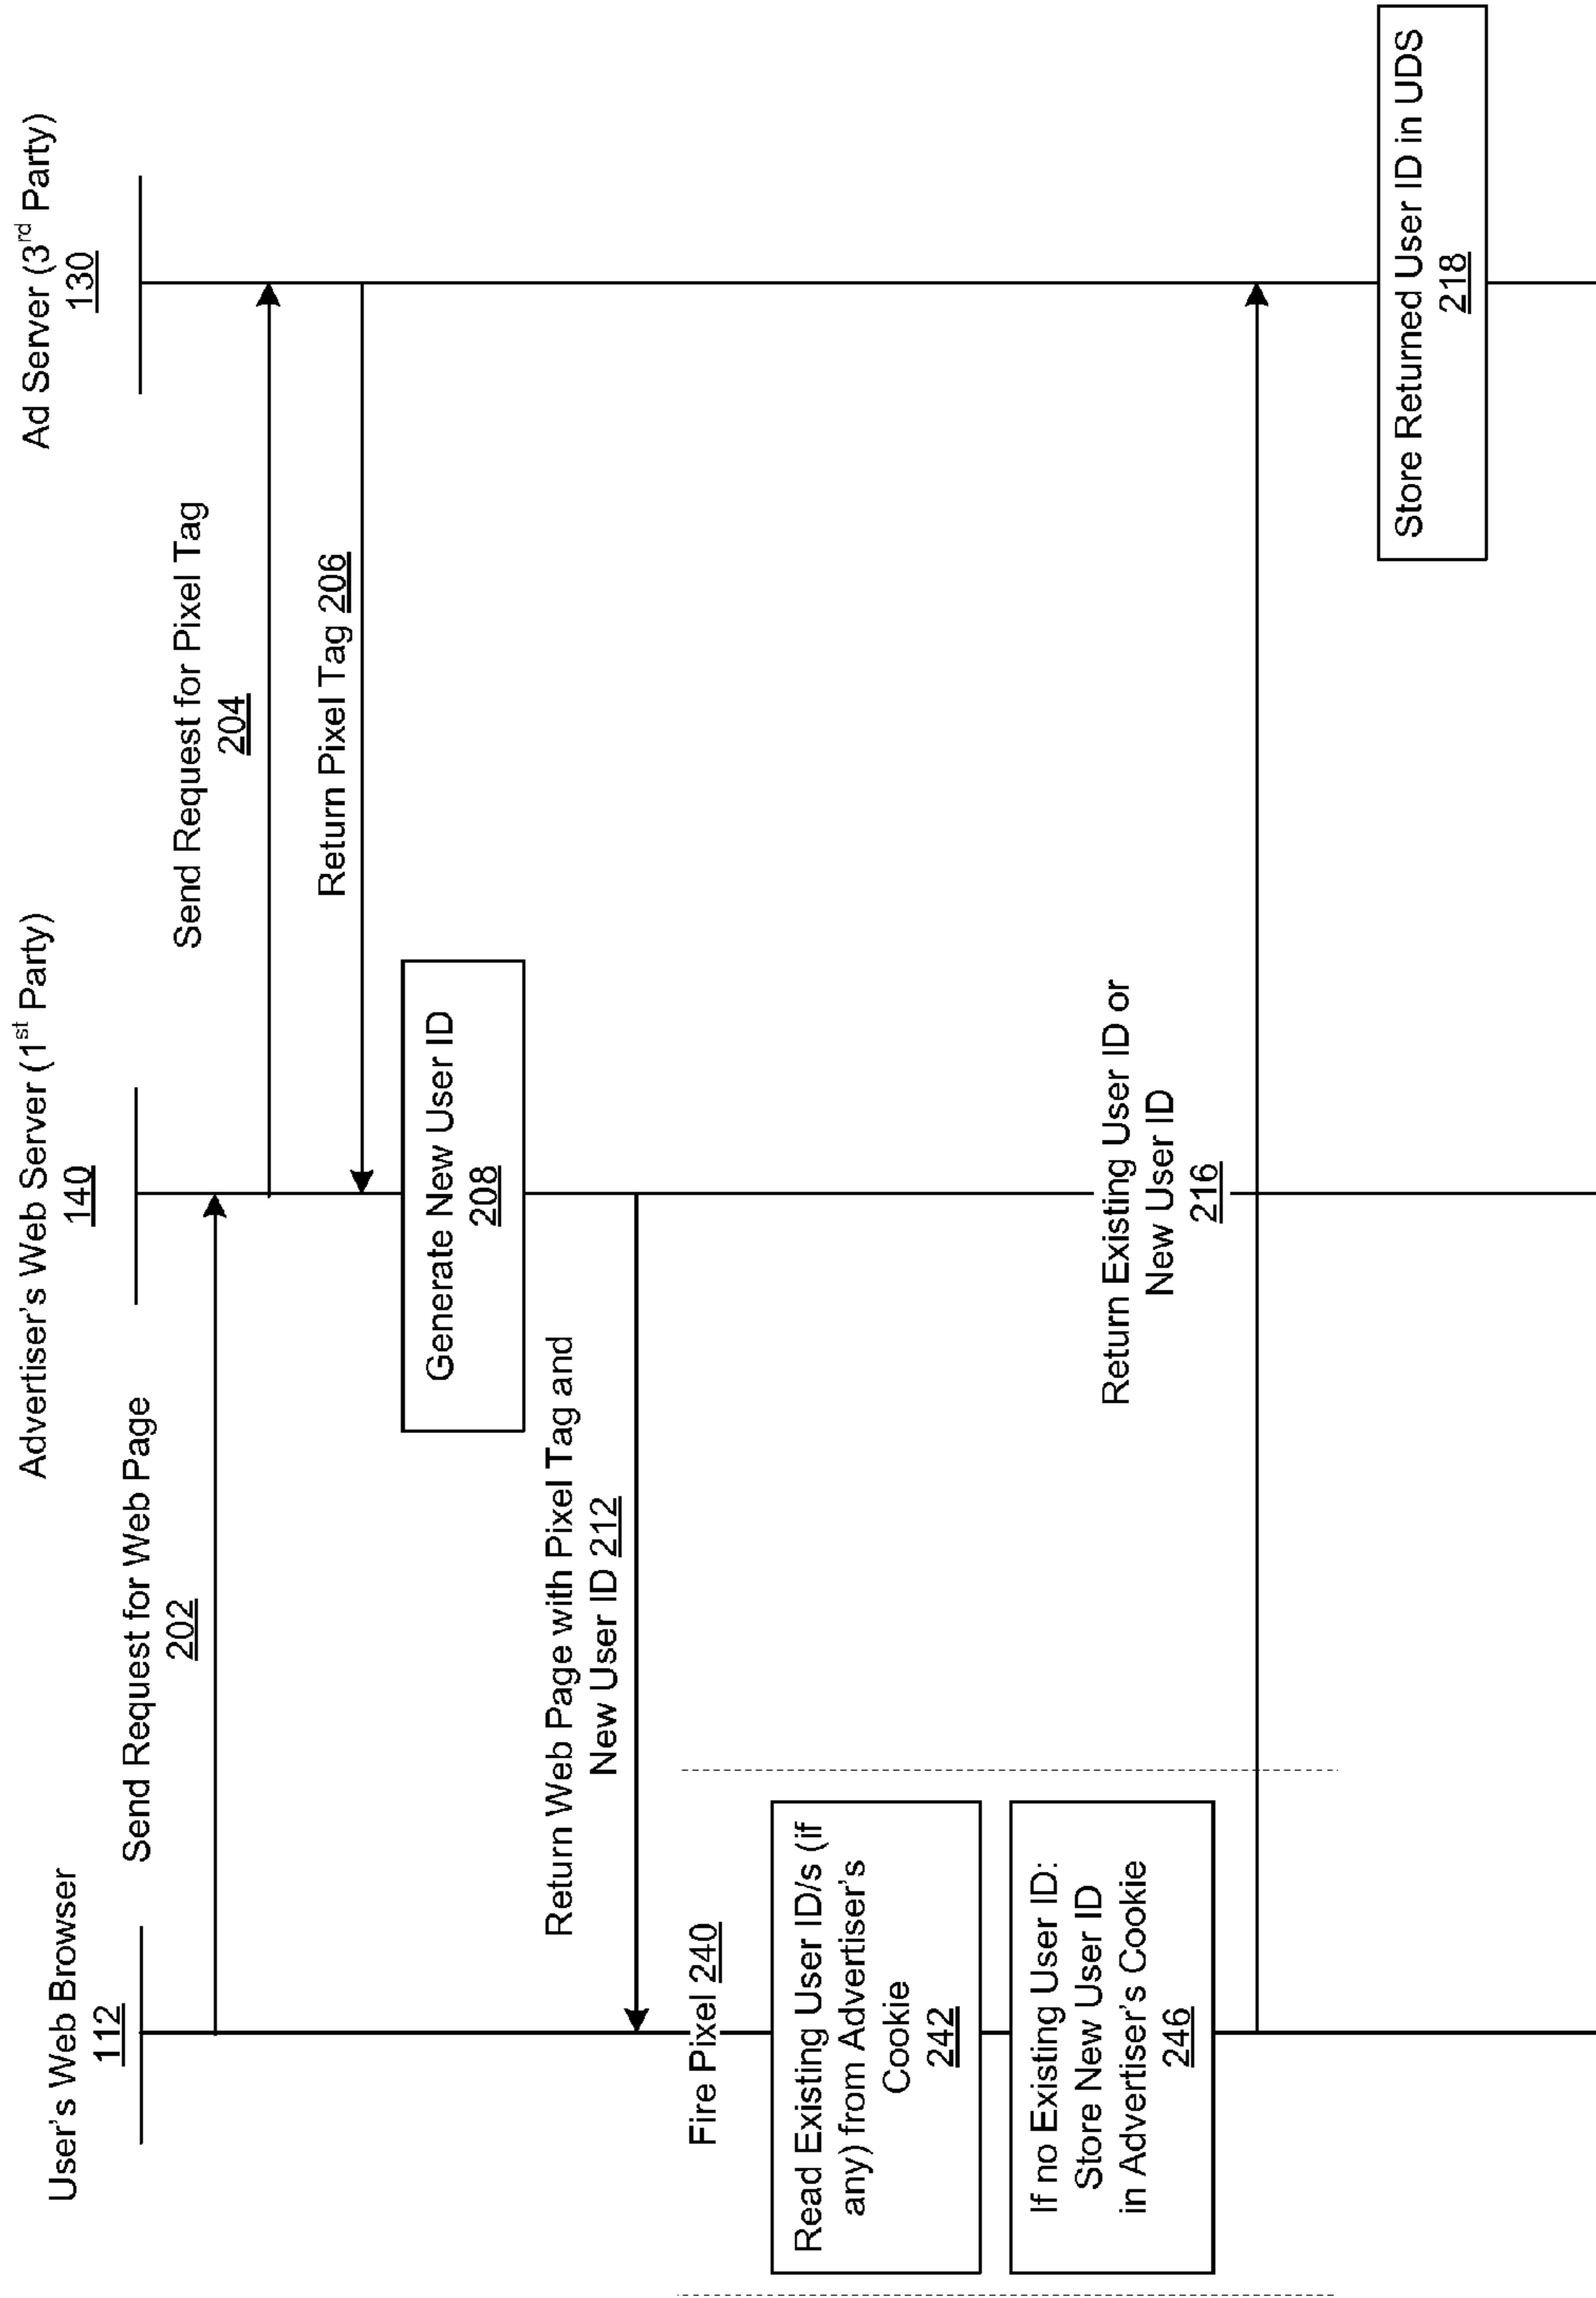 User's Web Browser
112
Advertiser's Web Server (1st Party)
140
Ad Server (3rd Party)
130
Send Request for Web Page
202
Send Request for Pixel Tag
204
Return Pixel Tag 206
Generate New User ID
208
Return Web Page with Pixel Tag and
New User ID 212
Fire Pixel 240
Read Existing User ID/s (if
any) from Advertiser's
Cookie
242
If no Existing User ID:
Store New User ID
in Advertiser's Cookie
246
Return Existing User ID or
New User ID
216
Store Returned User ID in UDS
218